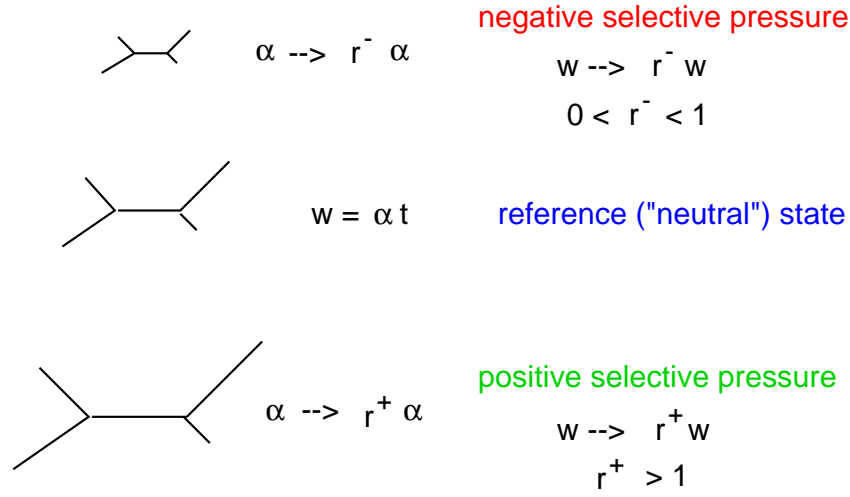 negative selective pressure
α --> r⁻ α
w --> r⁻ w
0 < r⁻ < 1
w = α t
reference ("neutral") state
positive selective pressure
α --> r⁺ α
w --> r⁺ w
r⁺ > 1